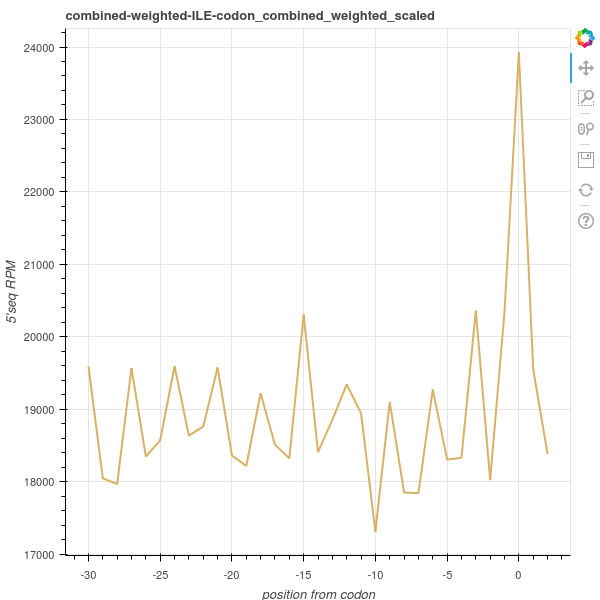 combined-weighted-ILE-codon_combined_weighted_scaled
24000
23000
22000
21000
20000
19000
18000
17000
5'seq RPM
-30 -25 -20 -15 -10 -5 0
position from codon